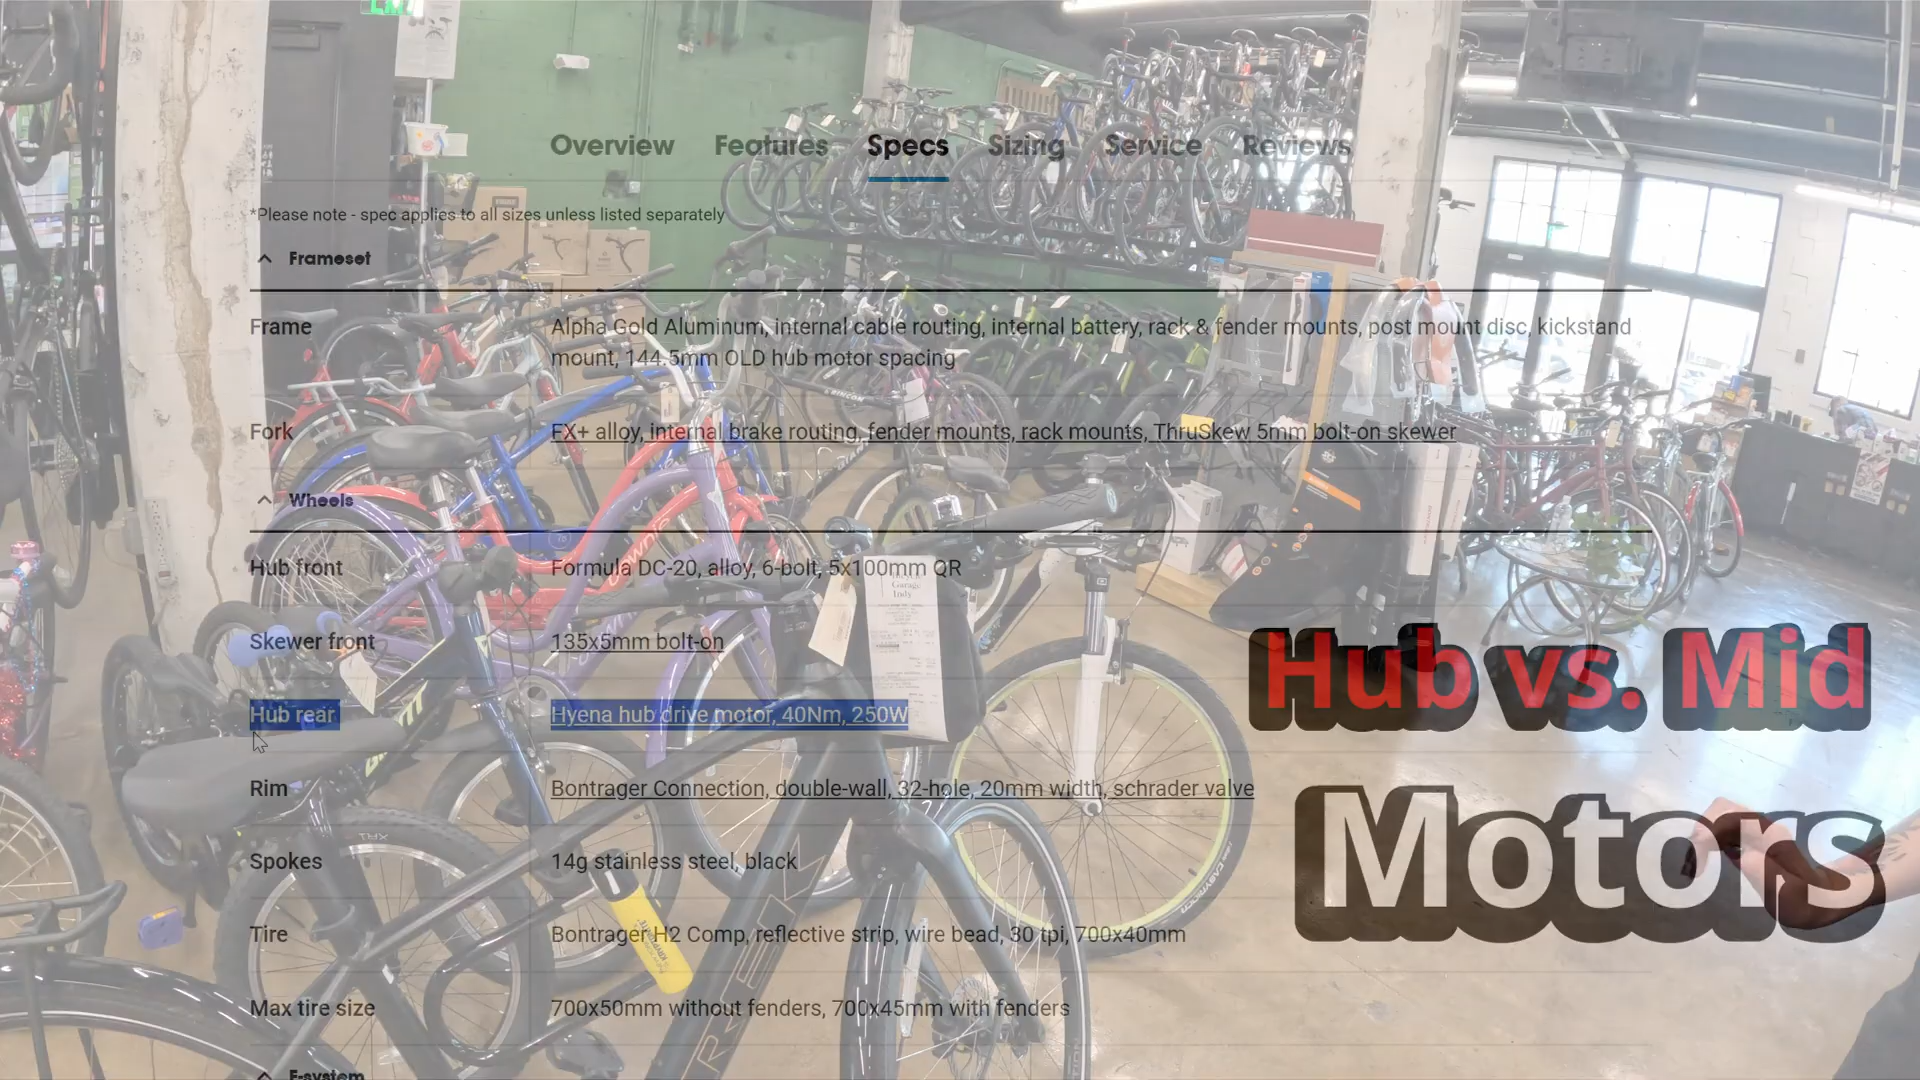 Overview Features Specs Sizing Service Reviews
*Please note - spec applies to all sizes unless listed separately
Frameset
Frame Alpha Gold Aluminum, internal cable routing, internal battery, rack & fender mounts, post mount disc, kickstand
mount, 144.5mm OLD hub motor spacing
Fork FX+ alloy, internal brake routing, fender mounts, rack mounts, ThruSkew 5mm bolt-on skewer
Wheels
Hub front Formula DC-20, alloy, 6-bolt, 5x100mm QR
Garage
Indy
Skewer front 135x5mm bolt-on
Hub rear Hyena hub drive motor, 40Nm, 250W
Hub vs. Mid
Motors
Rim Bontrager Connection, double-wall, 32-hole, 20mm width, schrader valve
Spokes 14g stainless steel, black
Tire Bontrager H2 Comp, reflective strip, wire bead, 30 tpi, 700x40mm
Max tire size 700x50mm without fenders, 700x45mm with fenders
E-system
TREK